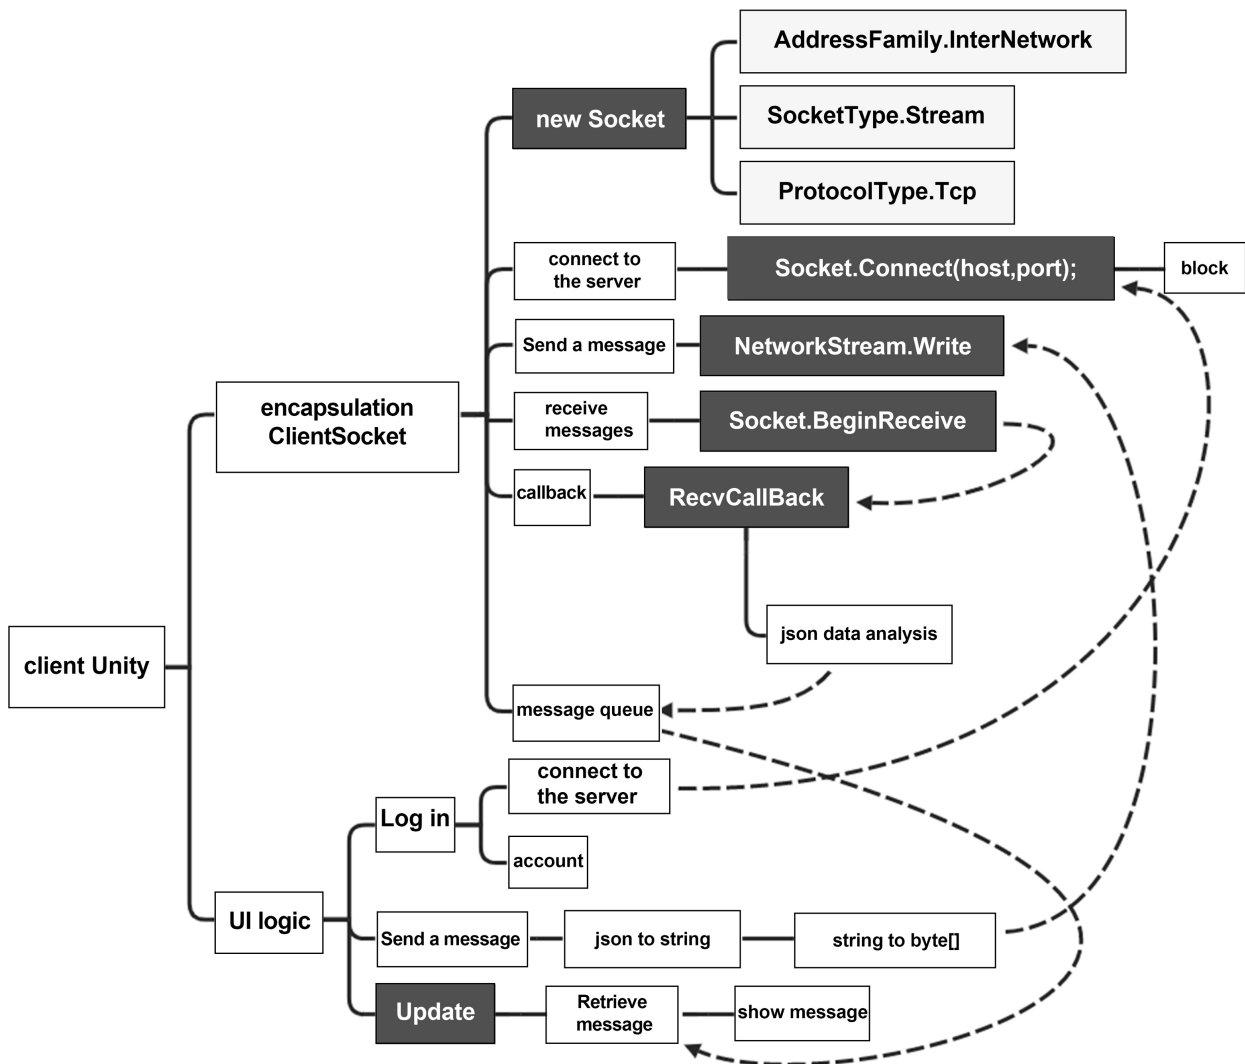 AddressFamily.InterNetwork
new Socket
SocketType.Stream
ProtocolType.Tcp
connect to
the server
Socket.Connect(host,port);
block
Send a message
NetworkStream.Write
encapsulation
ClientSocket
receive
messages
Socket.BeginReceive
callback
RecvCallBack
json data analysis
client Unity
message queue
connect to
the server
Log in
account
UI logic
Send a message
json to string
string to byte[]
Update
Retrieve
message
show message